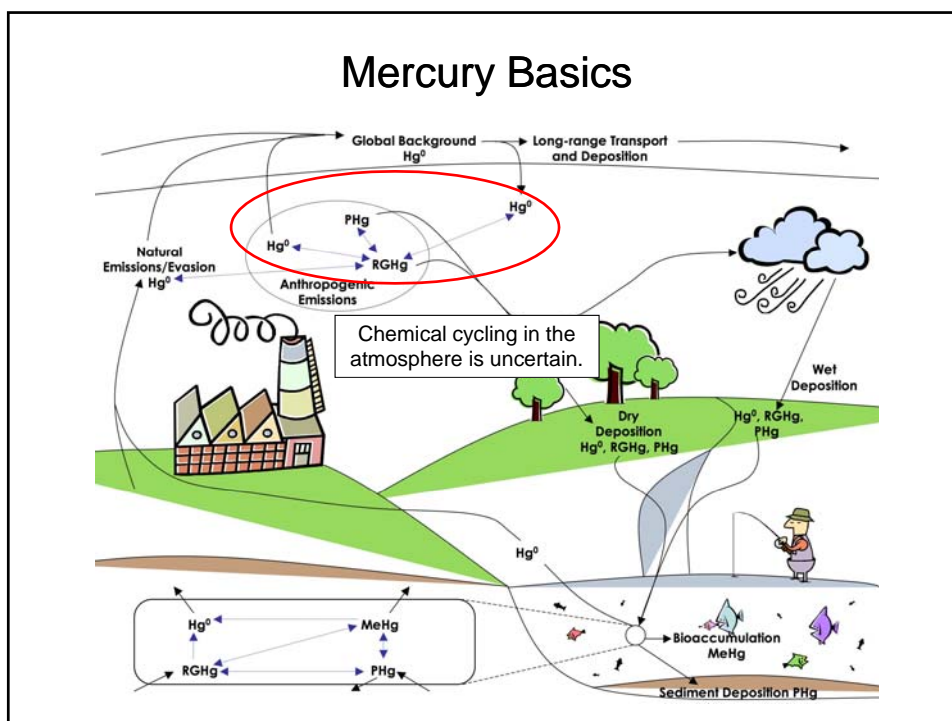 Mercury Basics
Global Background
Hg⁰
Long-range Transport
and Deposition
Hg⁰
PHg
Hg⁰
RGHg
Anthropogenic
Emissions
Natural
Emissions/Evasion
Hg⁰
Chemical cycling in the
atmosphere is uncertain.
Wet
Deposition
Dry
Deposition
Hg⁰, RGHg, PHg
Hg⁰, RGHg,
PHg
Hg⁰
Hg⁰
MeHg
RGHg
PHg
Bioaccumulation
MeHg
Sediment Deposition PHg